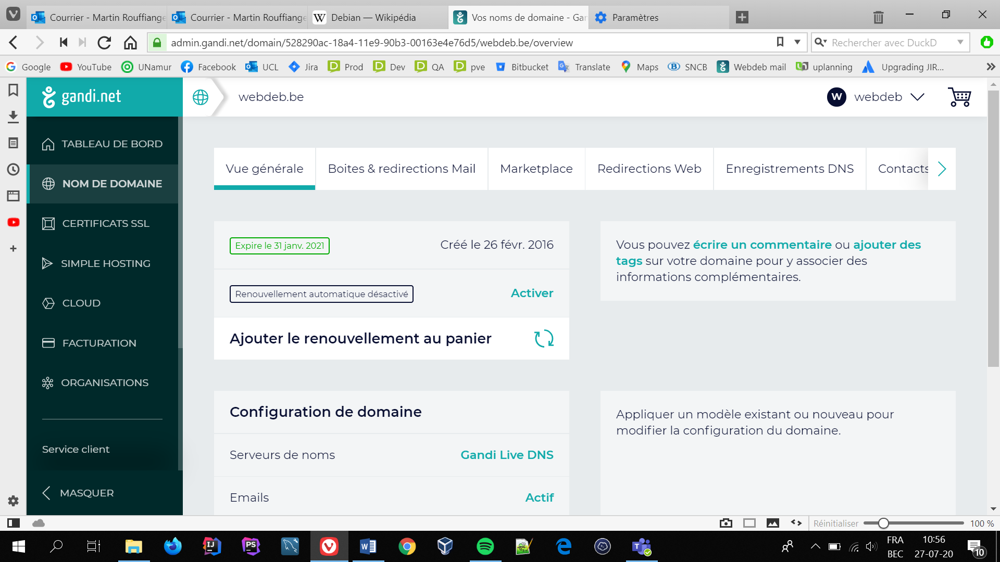 Courrier - Martin Rouffiange
Courrier - Martin Rouffiange
W Debian — Wikipédia
Vos noms de domaine - Gar
Paramètres
admin.gandi.net/domain/528290ac-18a4-11e9-90b3-00163e4e76d5/webdeb.be/overview
Rechercher avec DuckD
Google
YouTube
UNamur
Facebook
UCL
Jira
D Prod
D Dev
D QA
D pve
Bitbucket
Translate
Maps
B SNCB
Webdeb mail
uplanning
Upgrading JIR...
gandi.net
webdeb.be
W webdeb
TABLEAU DE BORD
NOM DE DOMAINE
CERTIFICATS SSL
SIMPLE HOSTING
CLOUD
FACTURATION
ORGANISATIONS
Service client
MASQUER
Vue générale
Boites & redirections Mail
Marketplace
Redirections Web
Enregistrements DNS
Contacts
Expire le 31 janv. 2021
Créé le 26 févr. 2016
Renouvellement automatique désactivé
Activer
Ajouter le renouvellement au panier
Vous pouvez écrire un commentaire ou ajouter des
tags sur votre domaine pour y associer des
informations complémentaires.
Configuration de domaine
Serveurs de noms
Gandi Live DNS
Emails
Actif
Appliquer un modèle existant ou nouveau pour
modifier la configuration du domaine.
Réinitialiser
100 %
IJ
PS
W
FRA
BEC
10:56
27-07-20
10